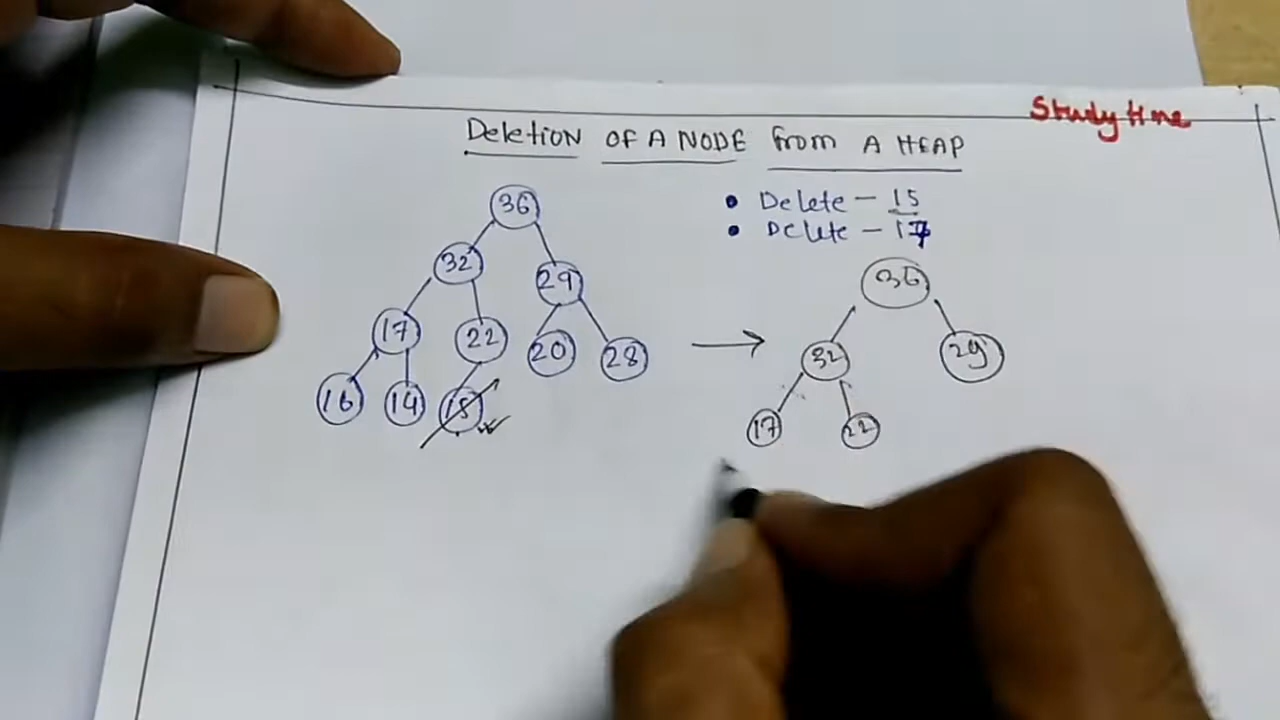 Study time
Deletion OF A NODE from A HEAP
• Delete - 15
• Delete - 17
36
32 29
17 22 20 28
16 14 15
36
32 29
17 22